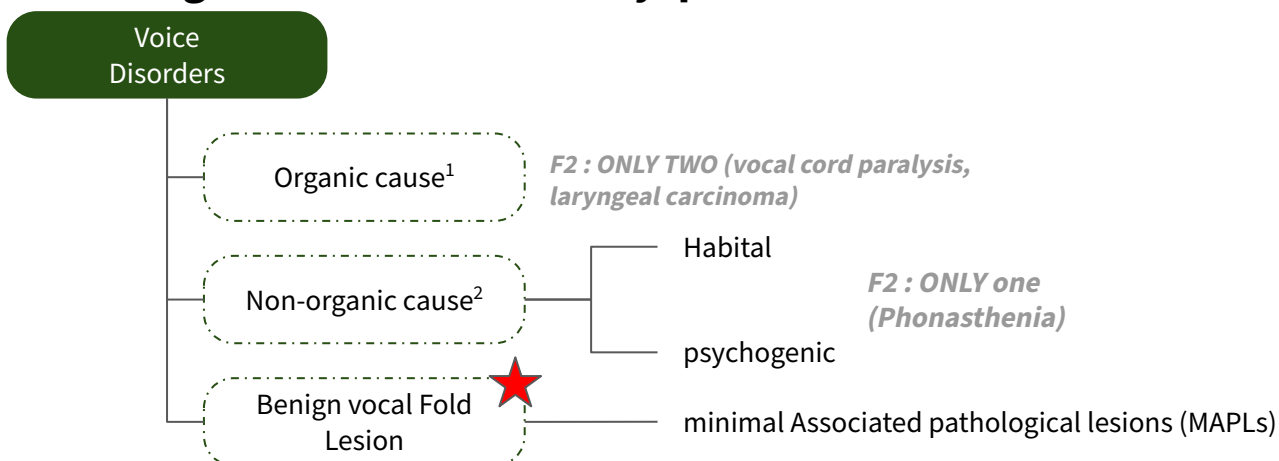 Voice
Disorders
Organic cause1
F2 : ONLY TWO (vocal cord paralysis,
laryngeal carcinoma)
Habital
Non-organic cause2
F2 : ONLY one
(Phonasthenia)
psychogenic
Benign vocal Fold
Lesion
minimal Associated pathological lesions (MAPLs)